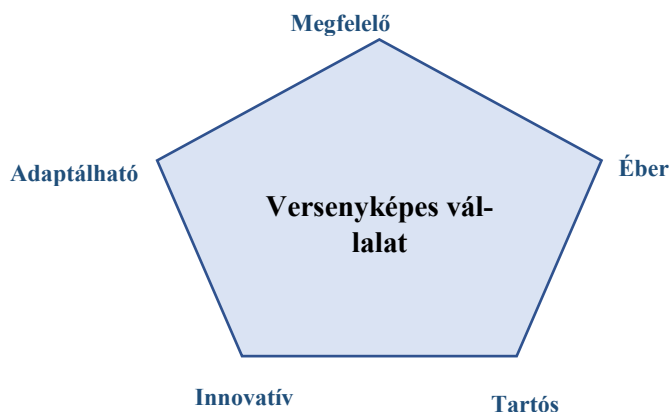 Megfelelő
Adaptálható
Éber
Versenyképes vál-
lalat
Innovatív
Tartós